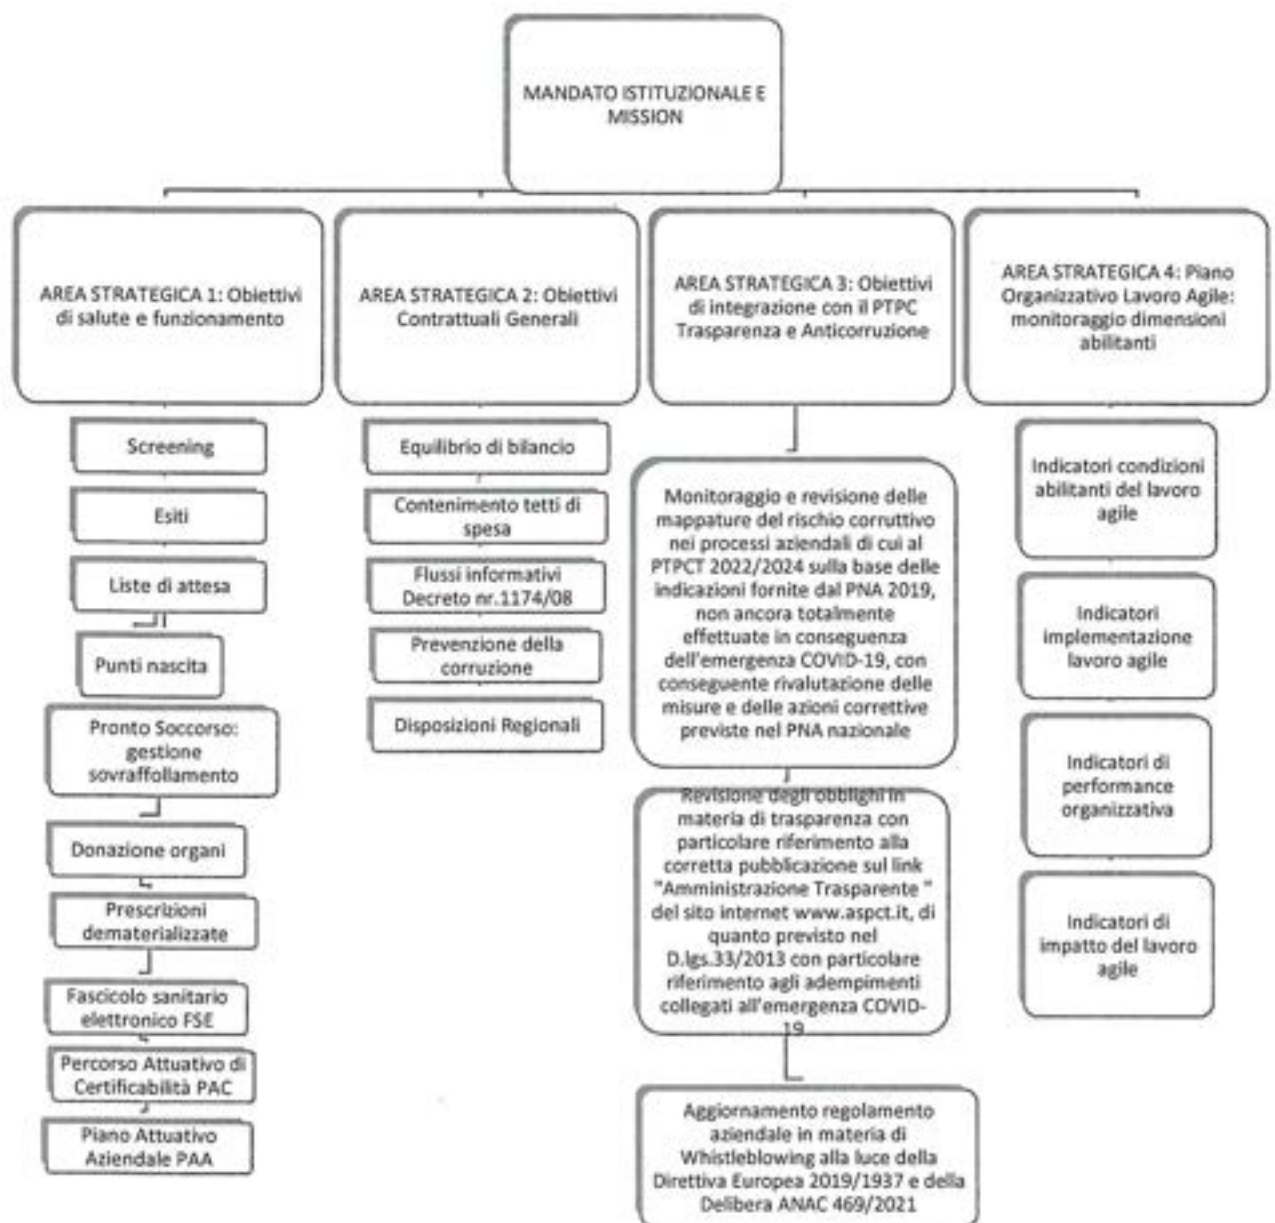 MANDATO ISTITUZIONALE E
MISSION
AREA STRATEGICA 1: Obiettivi
di salute e funzionamento
Screening
Esiti
Liste di attesa
Punti nascita
Pronto Soccorso:
gestione
sovraffollamento
Donazione organi
Prescrizioni
dematerializzate
Fascicolo sanitario
elettronico FSE
Percorso Attuativo di
Certificabilità PAC
Piano Attuativo
Aziendale PAA
AREA STRATEGICA 2: Obiettivi
Contrattuali Generali
Equilibrio di bilancio
Contenimento tetti di
spesa
Flussi informativi
Decreto nr.1174/08
Prevenzione della
corruzione
Disposizioni Regionali
AREA STRATEGICA 3: Obiettivi
di integrazione con il PTPC
Trasparenza e Anticorruzione
Monitoraggio e revisione delle
mappature del rischio corruttivo
nei processi aziendali di cui al
PTPCT 2022/2024 sulla base delle
indicazioni fornite dal PNA 2019,
non ancora totalmente
effettuate in conseguenza
dell'emergenza COVID-19, con
conseguente rivalutazione delle
misure e delle azioni correttive
previste nel PNA nazionale
Revisione degli obblighi in
materia di trasparenza con
particolare riferimento alla
corretta pubblicazione sul link
"Amministrazione Trasparente "
del sito internet www.aspct.it, di
quanto previsto nel
D.lgs.33/2013 con particolare
riferimento agli adempimenti
collegati all'emergenza COVID-
19
Aggiornamento regolamento
aziendale in materia di
Whistleblowing alla luce della
Direttiva Europea 2019/1937 e della
Delibera ANAC 469/2021
AREA STRATEGICA 4: Piano
Organizzativo Lavoro Agile:
monitoraggio dimensioni
abilitanti
Indicatori condizioni
abilitanti del lavoro
agile
Indicatori
implementazione
lavoro agile
Indicatori di
performance
organizzativa
Indicatori di
impatto del lavoro
agile